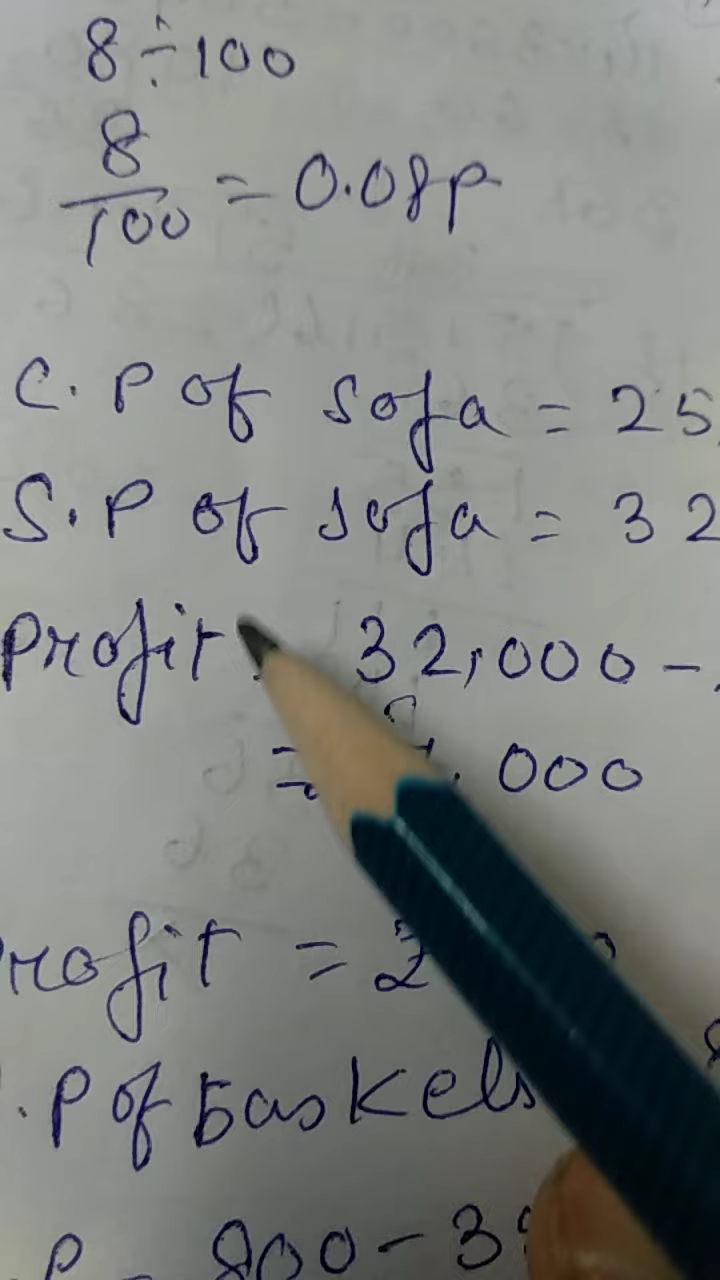 8 ÷ 100
8/100 = 0.08p
C.P of sofa = 25
S.P of sofa = 32
Profit 32,000 -
= 000
rofit = 2
.P of baskets
P = 800 - 3